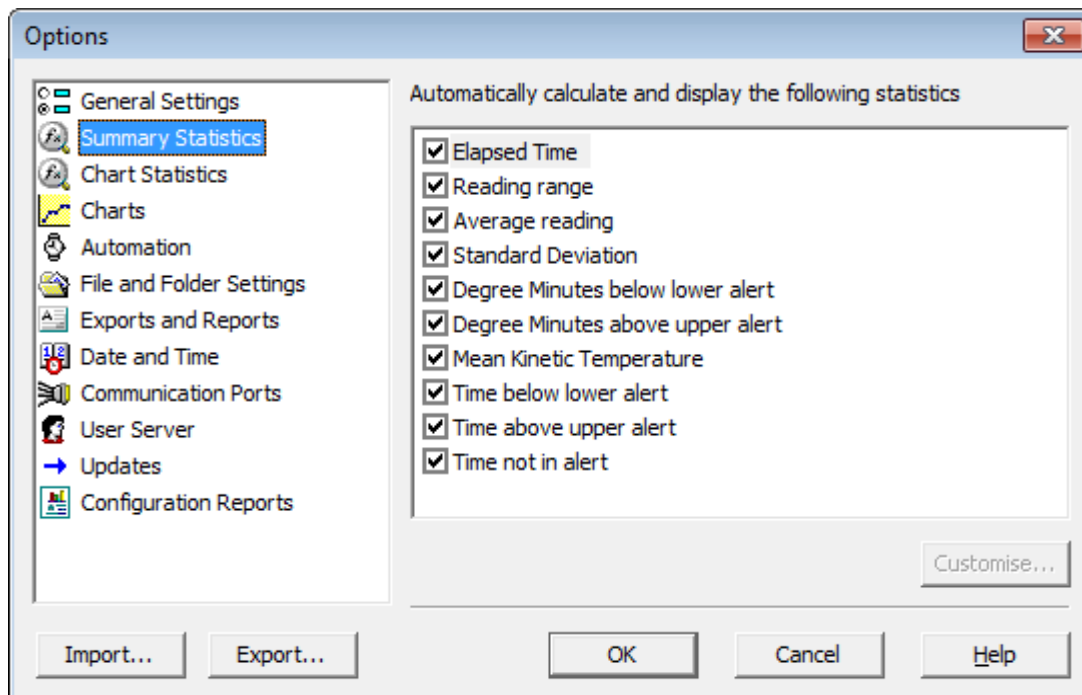 Options
General Settings
Summary Statistics
Chart Statistics
Charts
Automation
File and Folder Settings
Exports and Reports
Date and Time
Communication Ports
User Server
Updates
Configuration Reports
Automatically calculate and display the following statistics
Elapsed Time
Reading range
Average reading
Standard Deviation
Degree Minutes below lower alert
Degree Minutes above upper alert
Mean Kinetic Temperature
Time below lower alert
Time above upper alert
Time not in alert
Customise...
Import... Export... OK Cancel Help